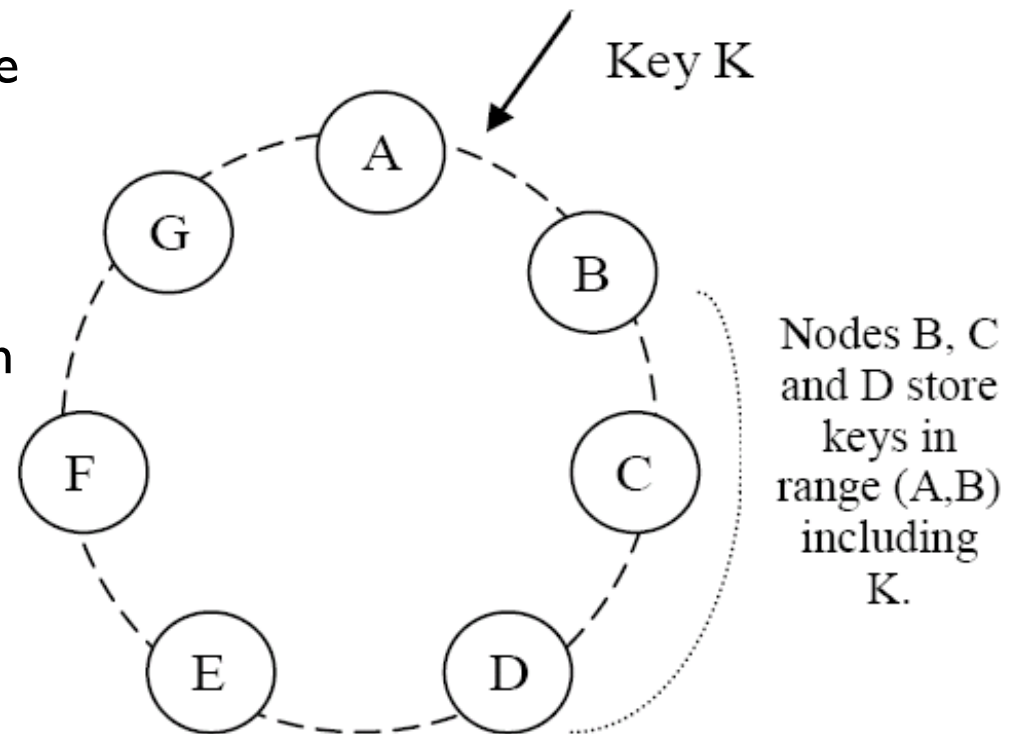 e
Key K
A
G
B
n
Nodes B, C
and D store
keys in
range (A,B)
including
K.
F
C
E
D